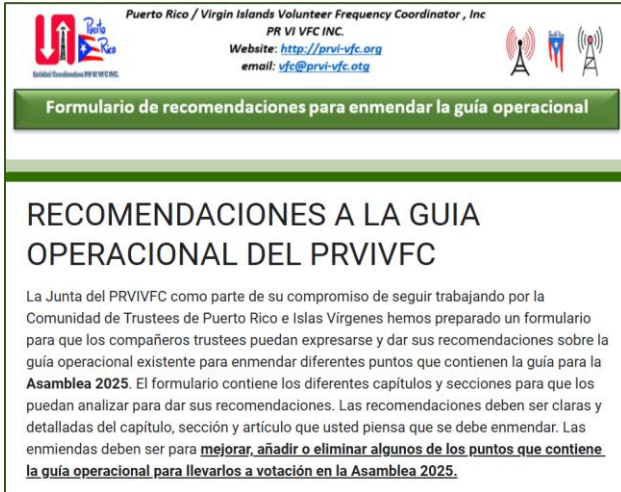 Puerto Rico / Virgin Islands Volunteer Frequency Coordinator , Inc
PR VI VFC INC.
Website: http://prvi-vfc.org
email: vfc@prvi-vfc.otg
Puerto
Rico
Entidad Coordinadora PR VI VFC INC.
Formulario de recomendaciones para enmendar la guía operacional
RECOMENDACIONES A LA GUIA
OPERACIONAL DEL PRVIVFC
La Junta del PRVIVFC como parte de su compromiso de seguir trabajando por la
Comunidad de Trustees de Puerto Rico e Islas Vírgenes hemos preparado un formulario
para que los compañeros trustees puedan expresarse y dar sus recomendaciones sobre la
guía operacional existente para enmendar diferentes puntos que contienen la guía para la
Asamblea 2025. El formulario contiene los diferentes capítulos y secciones para que los
puedan analizar para dar sus recomendaciones. Las recomendaciones deben ser claras y
detalladas del capítulo, sección y artículo que usted piensa que se debe enmendar. Las
enmiendas deben ser para mejorar, añadir o eliminar algunos de los puntos que contiene
la guía operacional para llevarlos a votación en la Asamblea 2025.